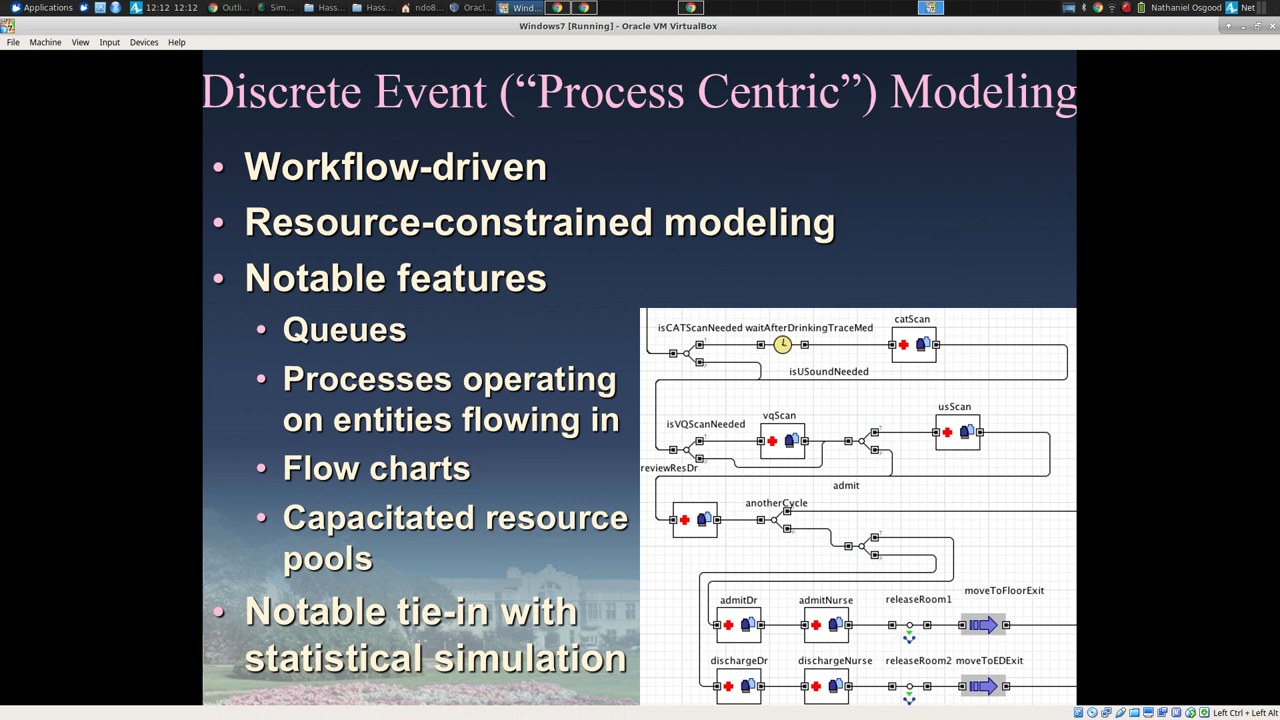 Applications
12:12 12:12
Outli...
Sim...
Hass...
Hass...
ndo8...
Oracl...
Wind...
Nathaniel Osgood
Net
Windows7 [Running] - Oracle VM VirtualBox
File Machine View Input Devices Help
Discrete Event (“Process Centric”) Modeling
• Workflow-driven
• Resource-constrained modeling
• Notable features
• Queues
• Processes operating
on entities flowing in
• Flow charts
• Capacitated resource
pools
• Notable tie-in with
statistical simulation
catScan
isCATScanNeeded waitAfterDrinkingTraceMed
isUSoundNeeded
usScan
vqScan
isVQScanNeeded
reviewResDr
admit
anotherCycle
moveToFloorExit
admitDr admitNurse releaseRoom1
dischargeDr dischargeNurse releaseRoom2 moveToEDExit
Left Ctrl + Left Alt